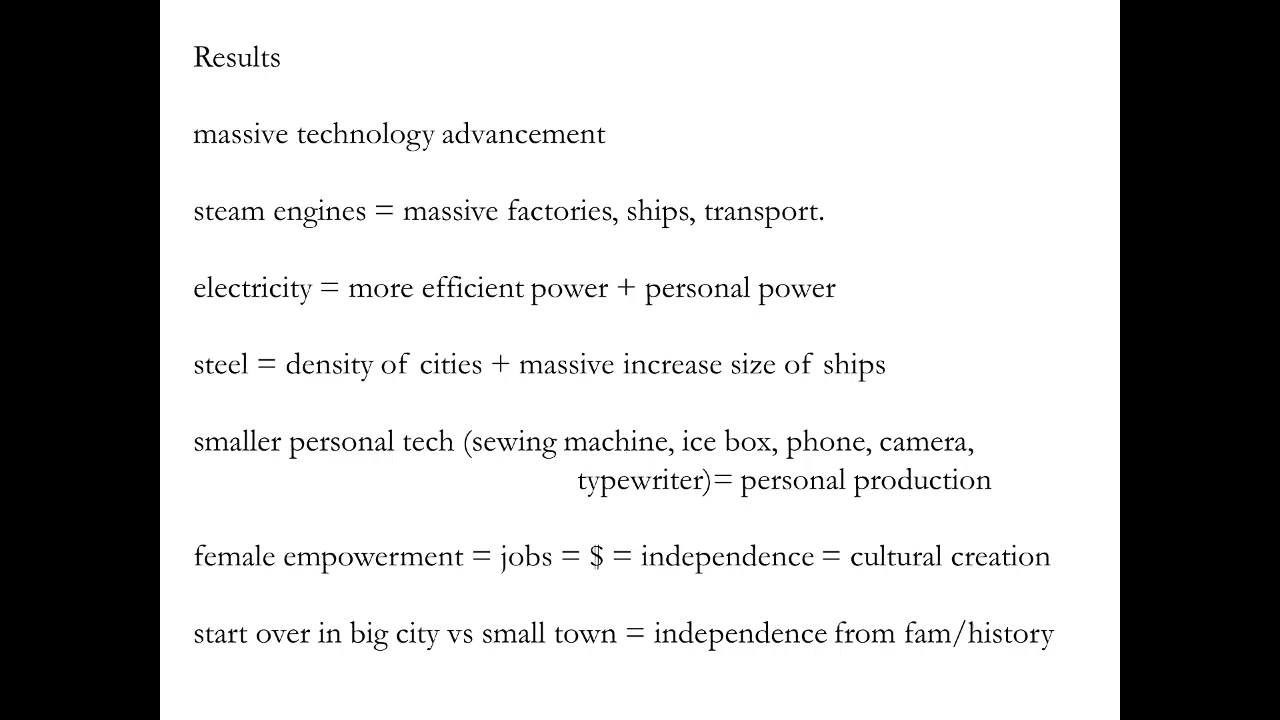 Results
massive technology advancement
steam engines = massive factories, ships, transport.
electricity = more efficient power + personal power
steel = density of cities + massive increase size of ships
smaller personal tech (sewing machine, ice box, phone, camera,
typewriter)= personal production
female empowerment = jobs = $ = independence = cultural creation
start over in big city vs small town = independence from fam/history